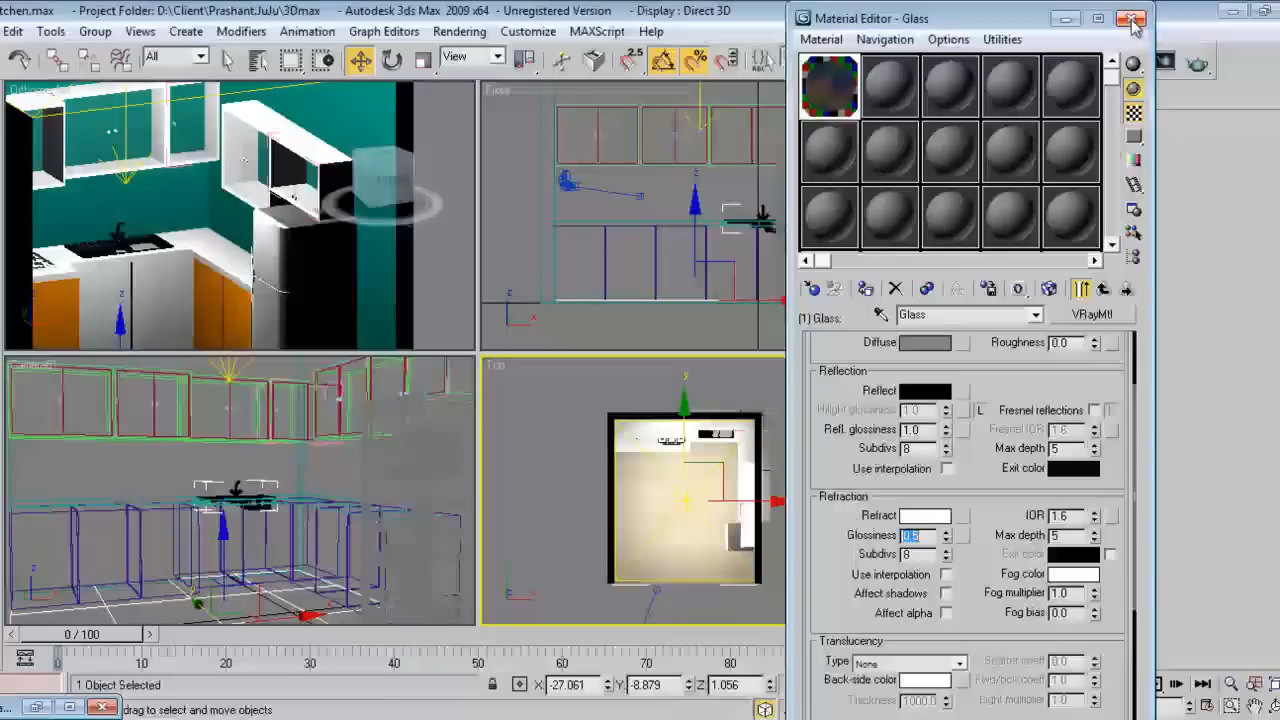 tchen.max
- Project Folder: D:\Client\Prashant.JuJu\3Dmax
- Autodesk 3ds Max 2009 x64
- Unregistered Version
- Display : Direct 3D
Edit Tools Group Views Create Modifiers Animation Graph Editors Rendering Customize MAXScript Help
All
View
2.5
Front
Top
z
x
y
0 / 100
10 20 30 40 50 60 70 80 90
1 Object Selected
X: -27.061 Y: -8.879 Z: 1.056
drag to select and move objects
Material Editor - Glass
Material Navigation Options Utilities
(1) Glass:
Glass
VRayMtl
Diffuse
Roughness 0.0
Reflection
Reflect
Hilight glossiness 1.0
L
Fresnel reflections
Refl. glossiness 1.0
Fresnel IOR 1.6
Subdivs 8
Max depth 5
Use interpolation
Exit color
Refraction
Refract
IOR 1.6
Glossiness 0.5
Max depth 5
Subdivs 8
Exit color
Use interpolation
Fog color
Affect shadows
Fog multiplier 1.0
Affect alpha
Fog bias 0.0
Translucency
Type None
Scatter coeff 0.0
Back-side color
Fwd/bck coeff 1.0
Thickness 1000.0
Light multiplier 1.0